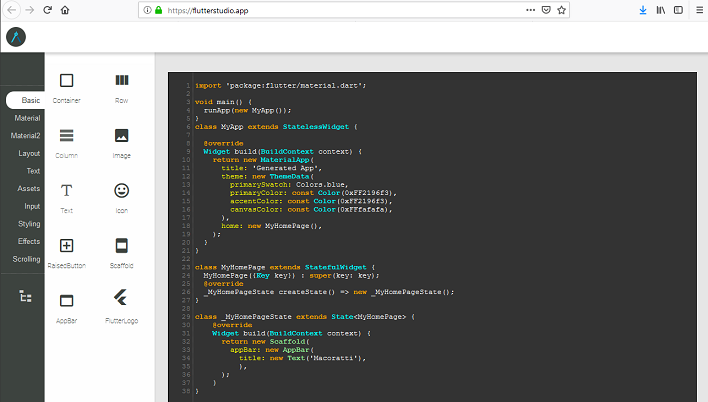 https://flutterstudio.app
Basic
Material
Material2
Layout
Text
Assets
Input
Styling
Effects
Scrolling
Container
Row
Column
Image
Text
Icon
RaisedButton
Scaffold
AppBar
FlutterLogo
1 import 'package:flutter/material.dart';
2
3 void main() {
4 runApp(new MyApp());
5 }
6 class MyApp extends StatelessWidget {
7
8 @override
9 Widget build(BuildContext context) {
10 return new MaterialApp(
11 title: 'Generated App',
12 theme: new ThemeData(
13 primarySwatch: Colors.blue,
14 primaryColor: const Color(0xFF2196f3),
15 accentColor: const Color(0xFF2196f3),
16 canvasColor: const Color(0xFFfafafa),
17 ),
18 home: new MyHomePage(),
19 );
20 }
21 }
22
23 class MyHomePage extends StatefulWidget {
24 MyHomePage({Key key}) : super(key: key);
25 @override
26 _MyHomePageState createState() => new _MyHomePageState();
27 }
28
29 class _MyHomePageState extends State<MyHomePage> {
30 @override
31 Widget build(BuildContext context) {
32 return new Scaffold(
33 appBar: new AppBar(
34 title: new Text('Macoratti'),
35 ),
36 );
37 }
38 }